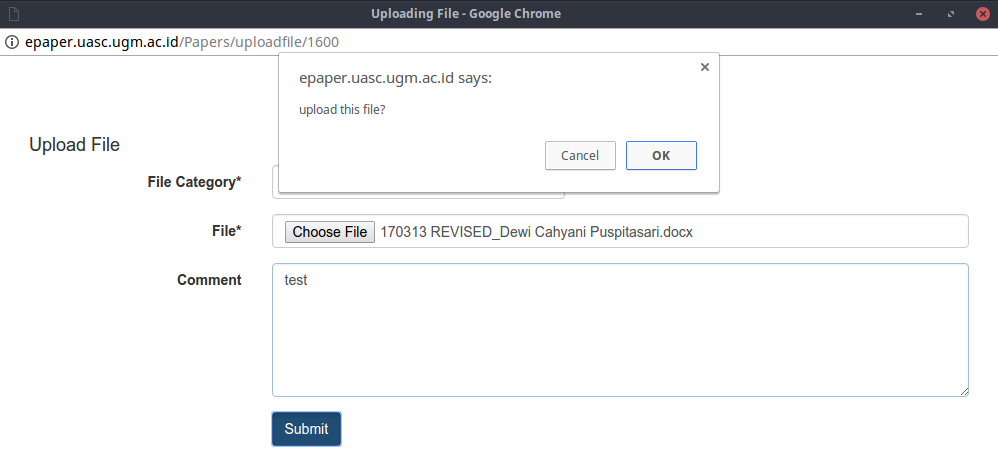 Uploading File - Google Chrome
epaper.uasc.ugm.ac.id/Papers/uploadfile/1600
epaper.uasc.ugm.ac.id says:
upload this file?
Cancel
OK
Upload File
File Category*
File*
Choose File 170313 REVISED_Dewi Cahyani Puspitasari.docx
Comment
test
Submit